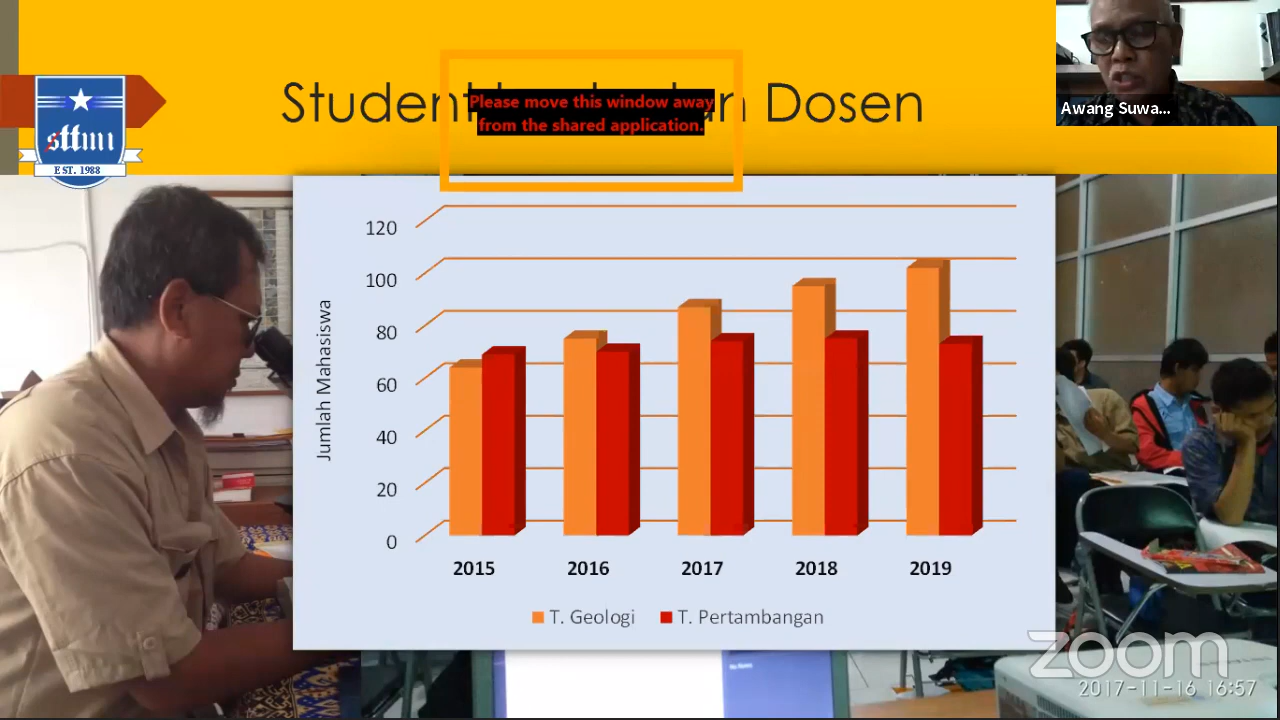 Student
n Dosen
Please move this window away
from the shared application.
Awang Suwa...
sttmi
EST. 1988
Jumlah Mahasiswa
120
100
80
60
40
20
0
2015 2016 2017 2018 2019
T. Geologi T. Pertambangan
zoom
2017-11-16 16:57